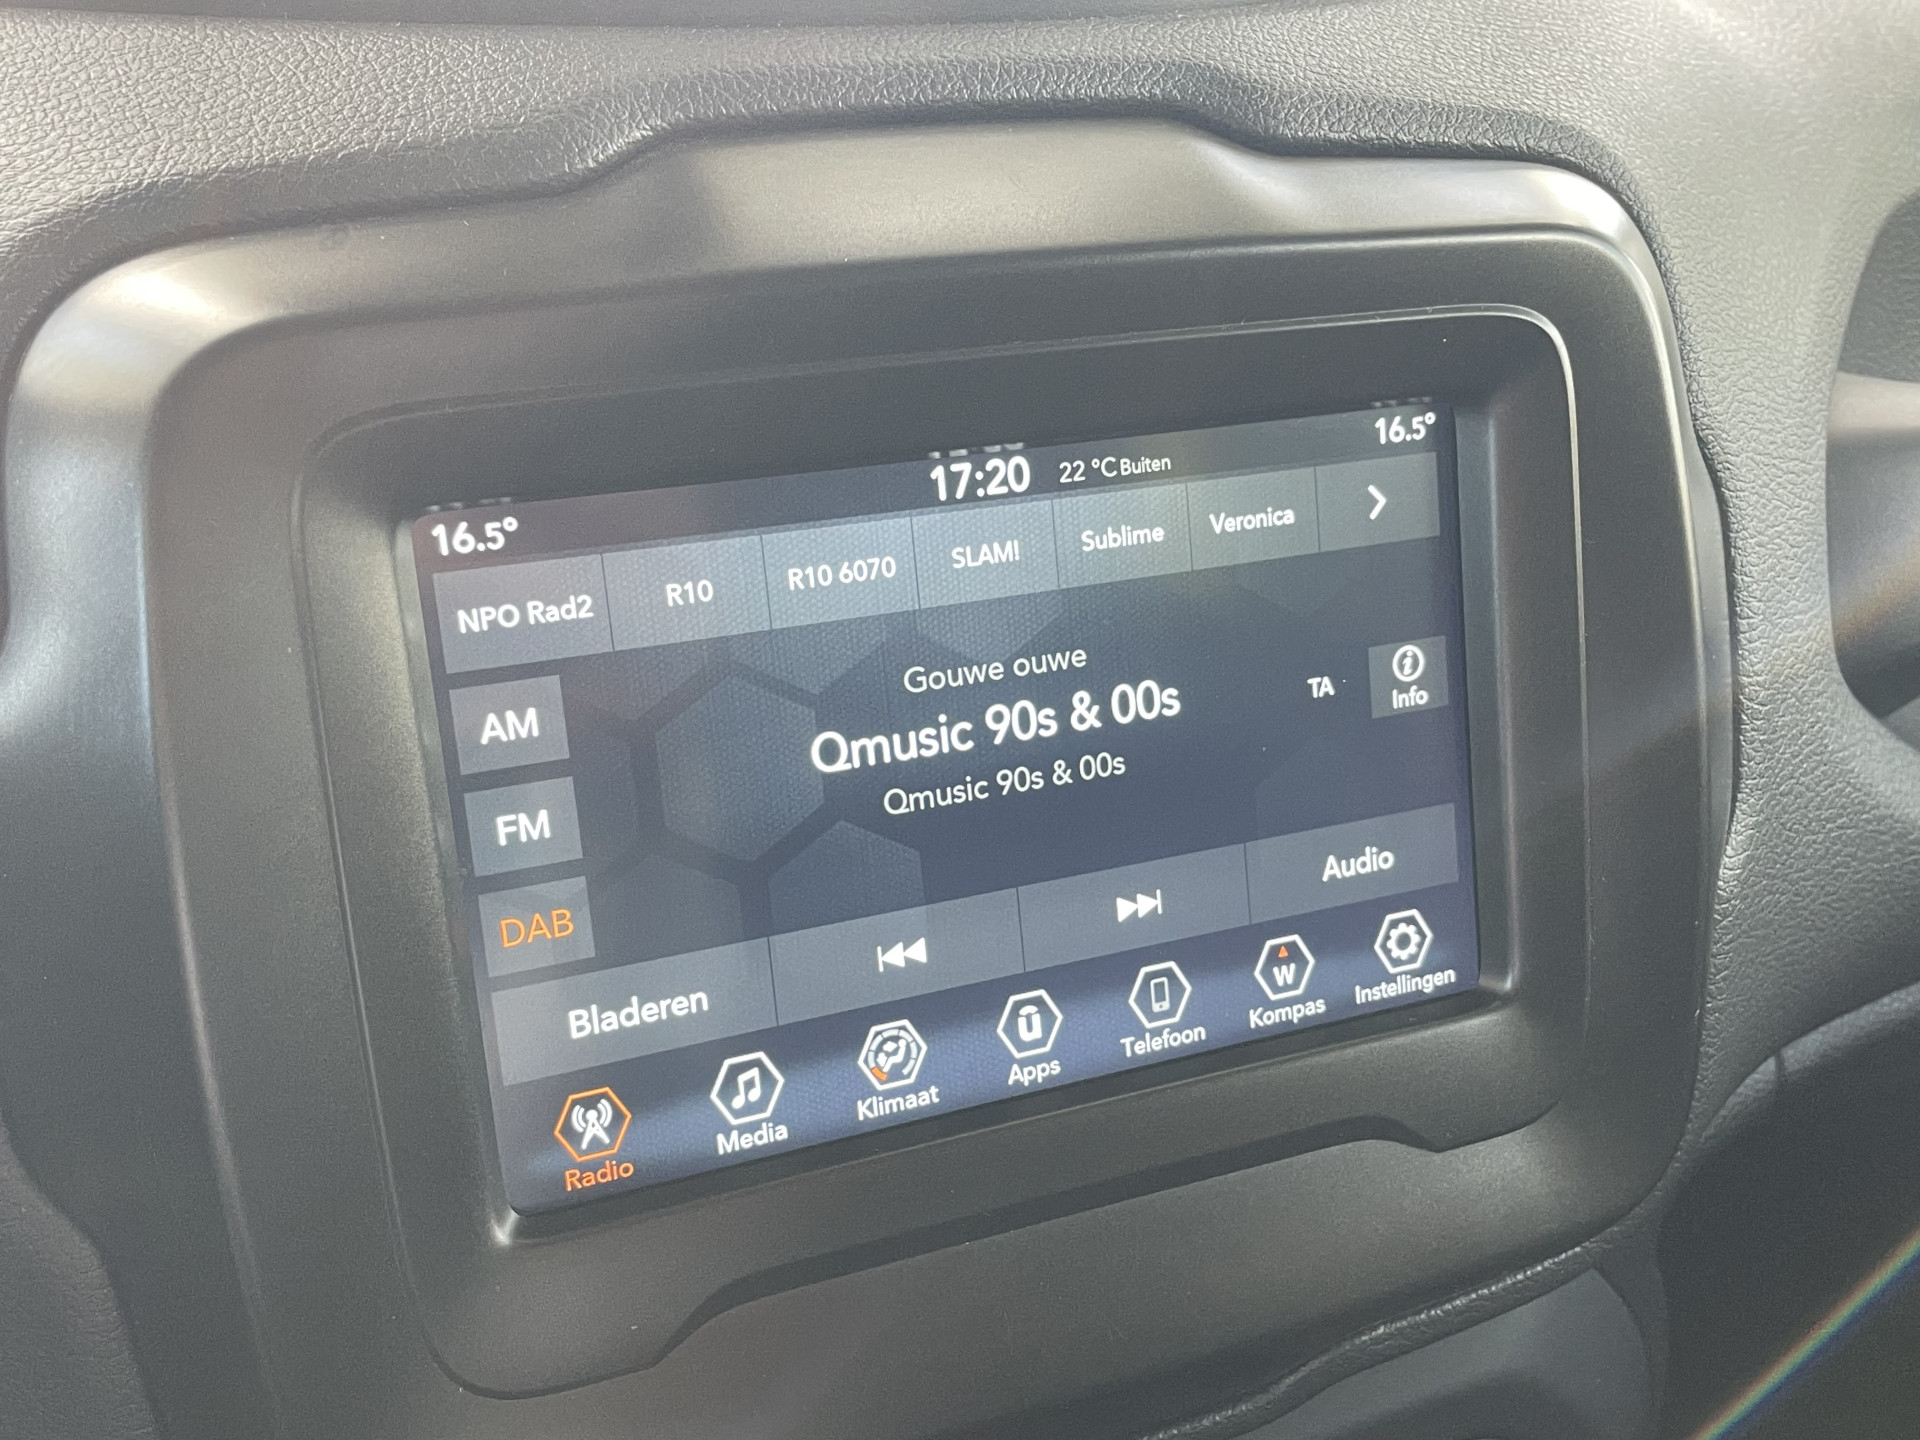 16.5°
17:20
22 °C Buiten
16.5°
NPO Rad2
R10
R10 6070
SLAM!
Sublime
Veronica
AM
FM
DAB
Gouwe ouwe
Qmusic 90s & 00s
Qmusic 90s & 00s
TA
Info
Bladeren
Audio
Radio
Media
Klimaat
Apps
Telefoon
W
Kompas
Instellingen